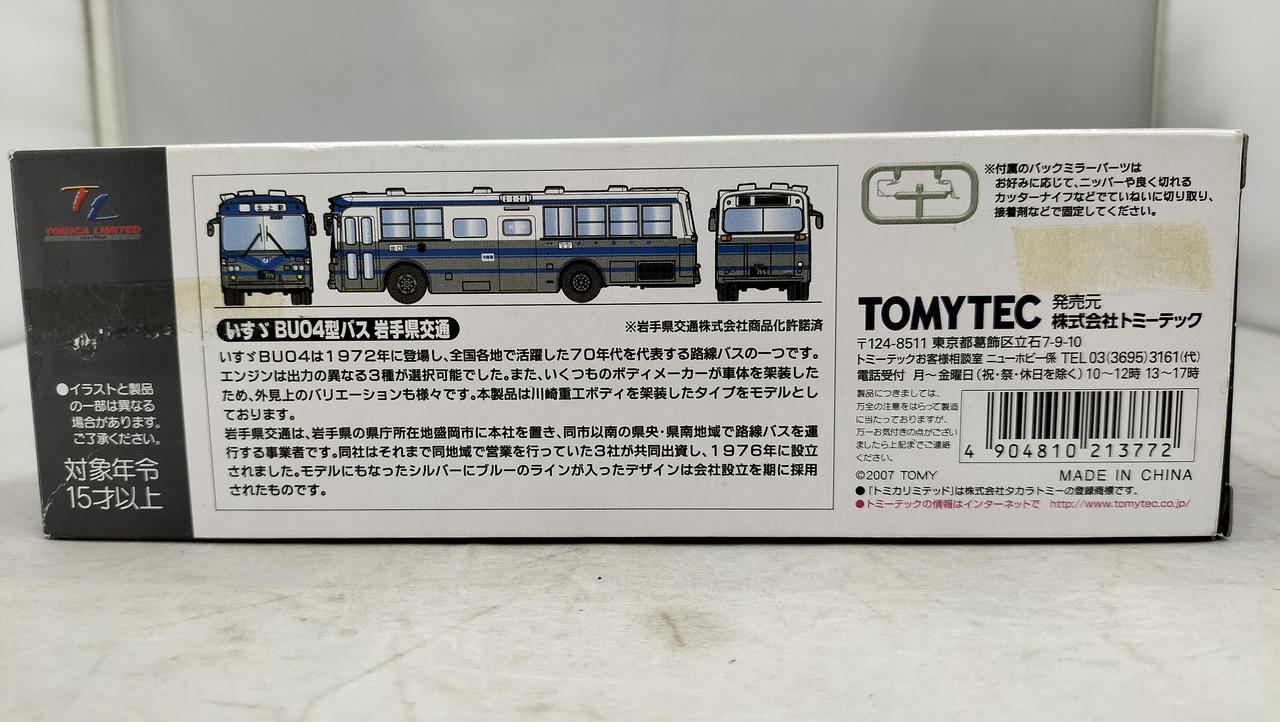 TL
TOMICA LIMITED
●イラストと製品
の一部は異なる
場合があります。
ご了承ください。
対象年令
15才以上
北上駅
いすゞ BU04型バス 岩手県交通
※岩手県交通株式会社商品化許諾済
いすゞBU04は1972年に登場し、全国各地で活躍した70年代を代表する路線バスの一つです。
エンジンは出力の異なる3種が選択可能でした。また、いくつものボディメーカーが車体を架装した
ため、外見上のバリエーションも様々です。本製品は川崎重工ボディを架装したタイプをモデルとし
ております。
岩手県交通は、岩手県の県庁所在地盛岡市に本社を置き、同市以南の県央・県南地域で路線バスを運
行する事業者です。同社はそれまで同地域で営業を行っていた3社が共同出資し、1976年に設立
されました。モデルにもなったシルバーにブルーのラインが入ったデザインは会社設立を期に採用
されたものです。
※付属のバックミラーパーツは
お好みに応じて、ニッパーや良く切れる
カッターナイフなどでていねいに切り取り、
接着剤などで固定してください。
TOMYTEC 発売元
株式会社トミーテック
〒124-8511 東京都葛飾区立石7-9-10
トミーテックお客様相談室 ニューホビー係 TEL 03(3695)3161(代)
電話受付 月〜金曜日(祝・祭・休日を除く)10〜12時 13〜17時
製品につきましては、
万全の注意をはらって製造
に当たっておりますが、
万一お気付きの点がござい
ましたら上記までご連絡
ください。
4 904810 213772
©2007 TOMY MADE IN CHINA
●「トミカリミテッド」は株式会社タカラトミーの登録商標です。
●トミーテックの情報はインターネットで http://www.tomytec.co.jp/